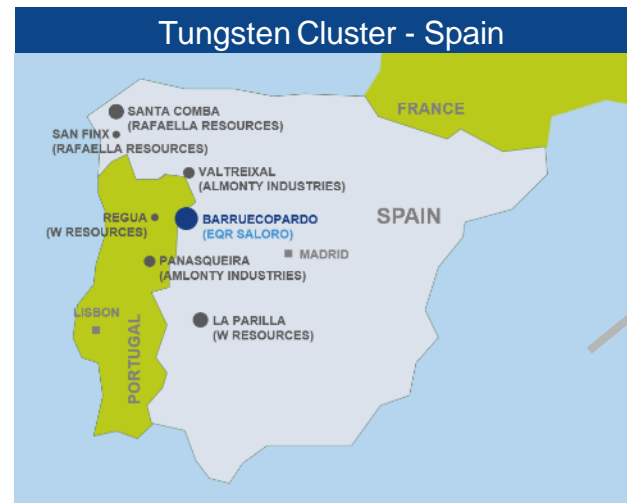 Tungsten Cluster - Spain
FRANCE
SANTA COMBA
(RAFAELLA RESOURCES)
SAN FINX
(RAFAELLA RESOURCES)
VALTREIXAL
(ALMONTY INDUSTRIES)
REGUA
(W RESOURCES)
BARRUECOPARDO
(EQR SALORO)
SPAIN
MADRID
PANASQUEIRA
(AMLONTY INDUSTRIES)
LISBON
PORTUGAL
LA PARILLA
(W RESOURCES)